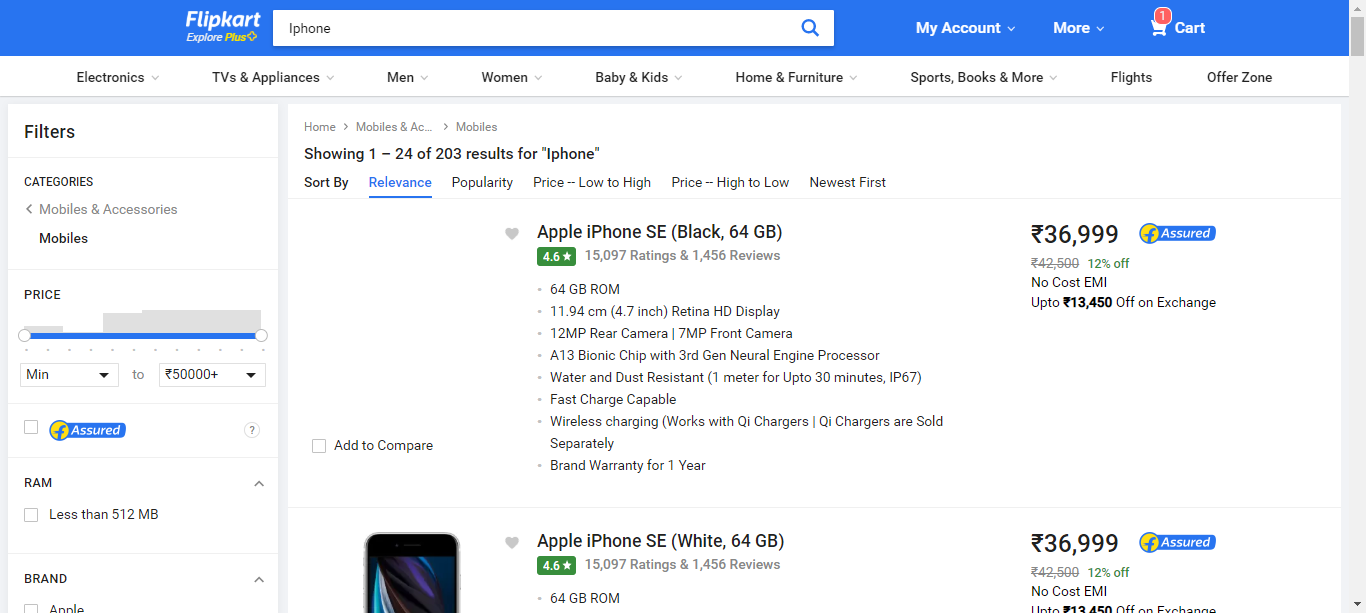 Flipkart
Explore Plus
Iphone
My Account
More
1
Cart
Electronics
TVs & Appliances
Men
Women
Baby & Kids
Home & Furniture
Sports, Books & More
Flights
Offer Zone
Filters
CATEGORIES
Mobiles & Accessories
Mobiles
PRICE
Min
to
₹50000+
Assured
?
RAM
Less than 512 MB
BRAND
Apple
Home
Mobiles & Ac...
Mobiles
Showing 1 – 24 of 203 results for "Iphone"
Sort By
Relevance
Popularity
Price -- Low to High
Price -- High to Low
Newest First
Add to Compare
Apple iPhone SE (Black, 64 GB)
4.6★ 15,097 Ratings & 1,456 Reviews
64 GB ROM
11.94 cm (4.7 inch) Retina HD Display
12MP Rear Camera | 7MP Front Camera
A13 Bionic Chip with 3rd Gen Neural Engine Processor
Water and Dust Resistant (1 meter for Upto 30 minutes, IP67)
Fast Charge Capable
Wireless charging (Works with Qi Chargers | Qi Chargers are Sold
Separately
Brand Warranty for 1 Year
₹36,999
Assured
₹42,500 12% off
No Cost EMI
Upto ₹13,450 Off on Exchange
Apple iPhone SE (White, 64 GB)
4.6★ 15,097 Ratings & 1,456 Reviews
64 GB ROM
₹36,999
Assured
₹42,500 12% off
No Cost EMI
Upto ₹13,450 Off on Exchange